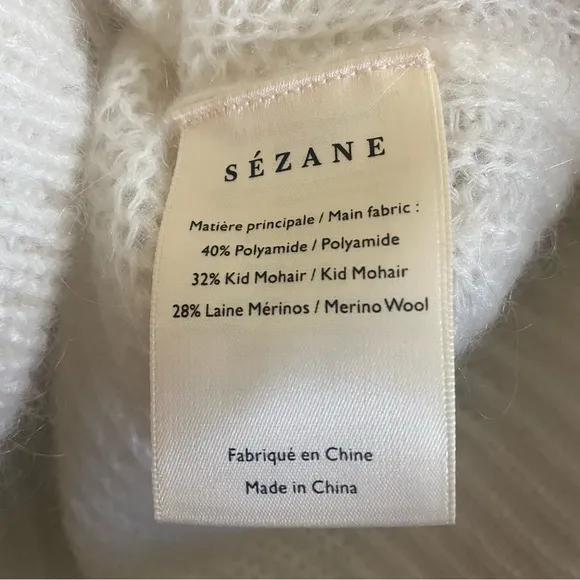 SÉZANE
Matière principale / Main fabric :
40% Polyamide / Polyamide
32% Kid Mohair / Kid Mohair
28% Laine Mérinos / Merino Wool
Fabriqué en Chine
Made in China